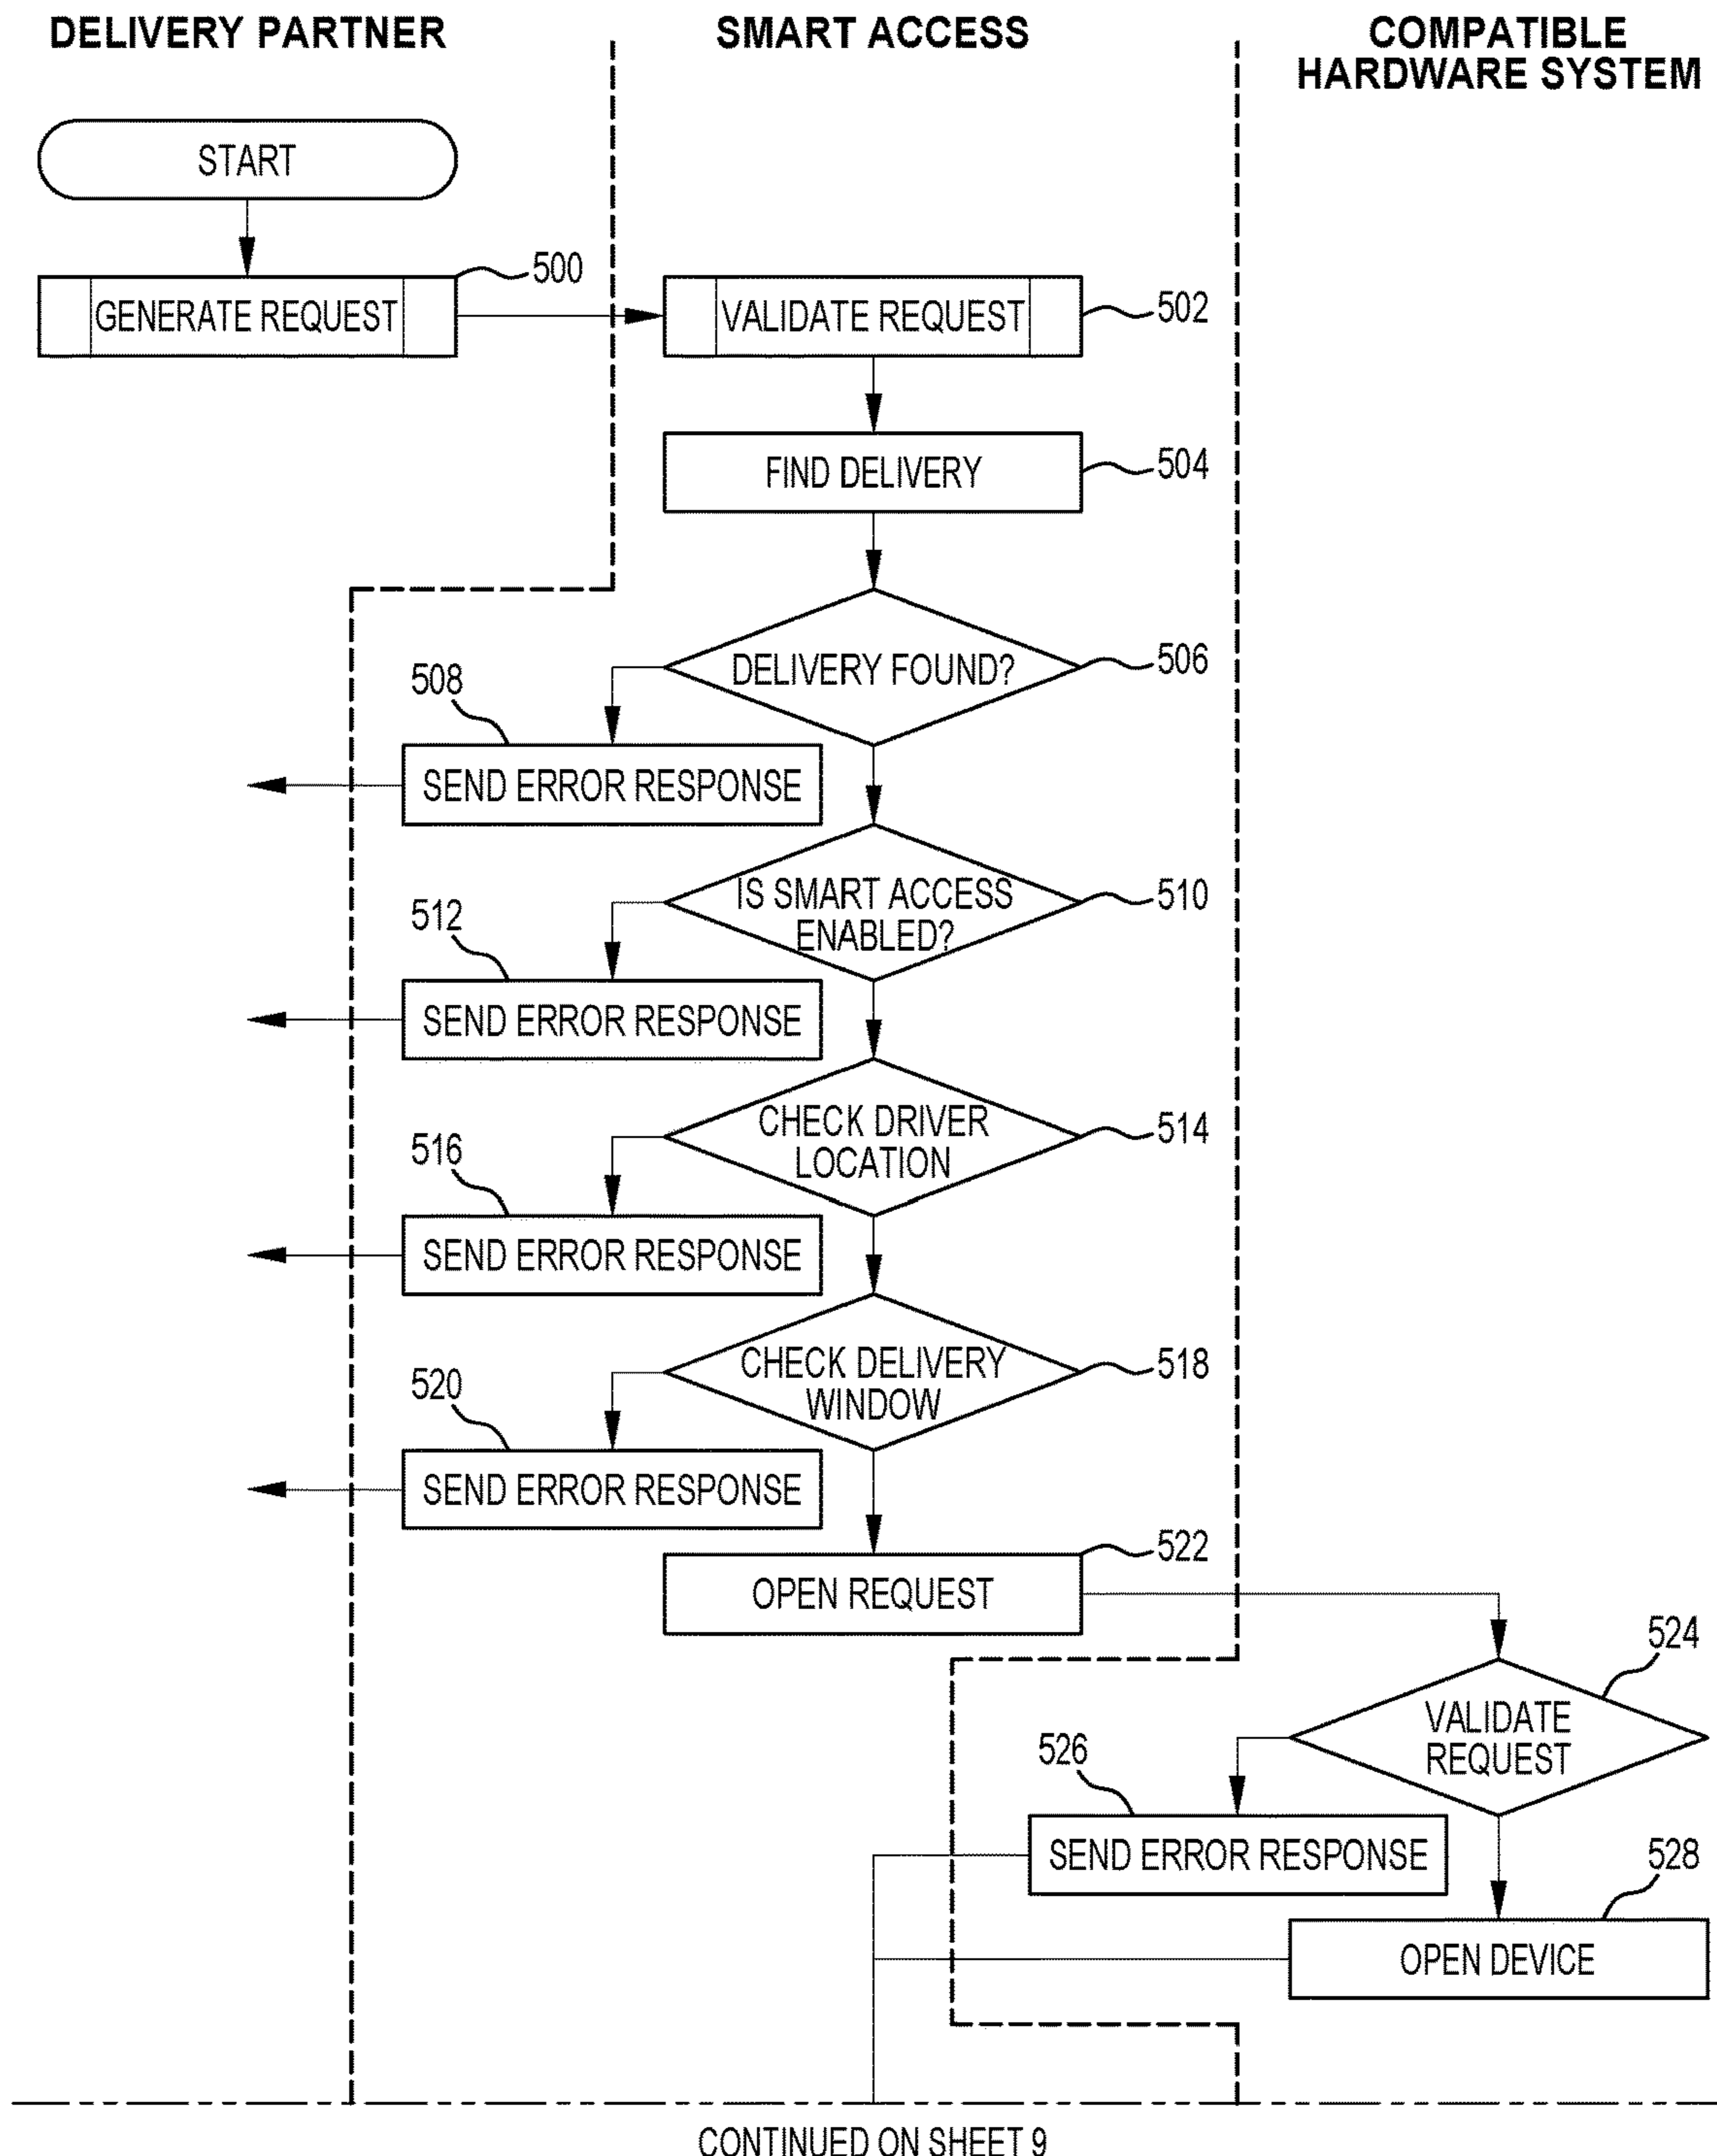 DELIVERY PARTNER
SMART ACCESS
COMPATIBLE
HARDWARE SYSTEM
START
GENERATE REQUEST
500
VALIDATE REQUEST
502
FIND DELIVERY
504
DELIVERY FOUND?
506
508
SEND ERROR RESPONSE
IS SMART ACCESS
ENABLED?
510
512
SEND ERROR RESPONSE
CHECK DRIVER
LOCATION
514
516
SEND ERROR RESPONSE
CHECK DELIVERY
WINDOW
518
520
SEND ERROR RESPONSE
OPEN REQUEST
522
524
VALIDATE
REQUEST
526
SEND ERROR RESPONSE
528
OPEN DEVICE
CONTINUED ON SHEET 9